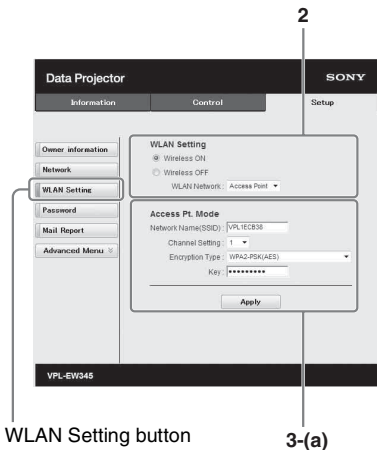 2
Data Projector
SONY
Information
Control
Setup
Owner information
Network
WLAN Setting
Password
Mail Report
Advanced Menu
WLAN Setting
Wireless ON
Wireless OFF
WLAN Network : Access Point
Access Pt. Mode
Network Name(SSID) : VPL1ECB38
Channel Setting : 1
Encryption Type : WPA2-PSK(AES)
Key : •••••••••
Apply
VPL-EW345
WLAN Setting button
3-(a)